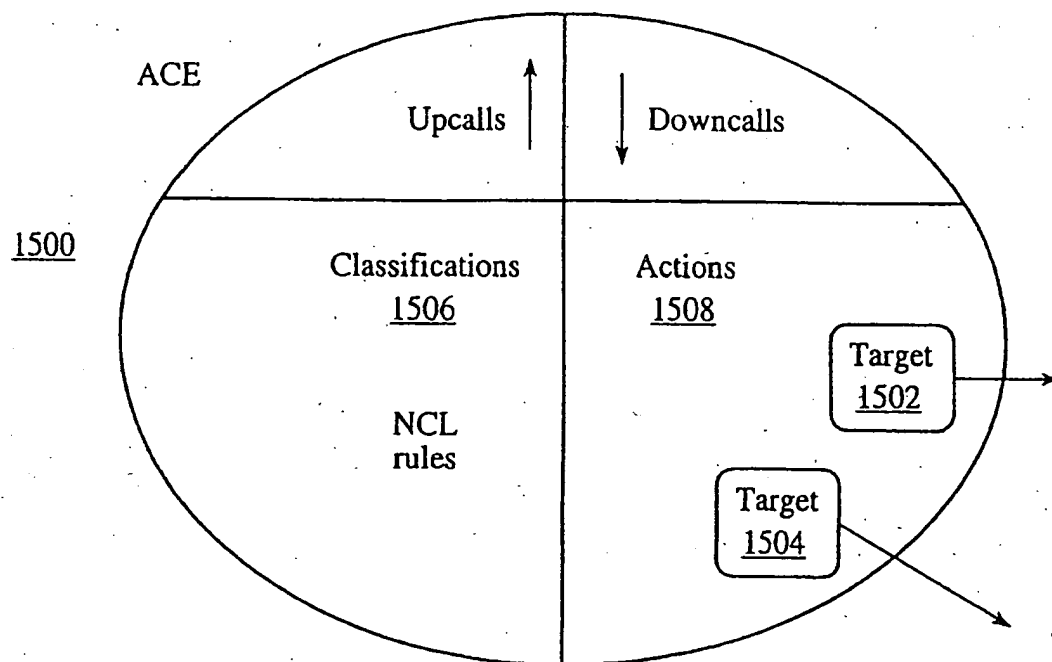 ACE
Upcalls
Downcalls
1500
Classifications
1506
Actions
1508
Target
1502
NCL
rules
Target
1504